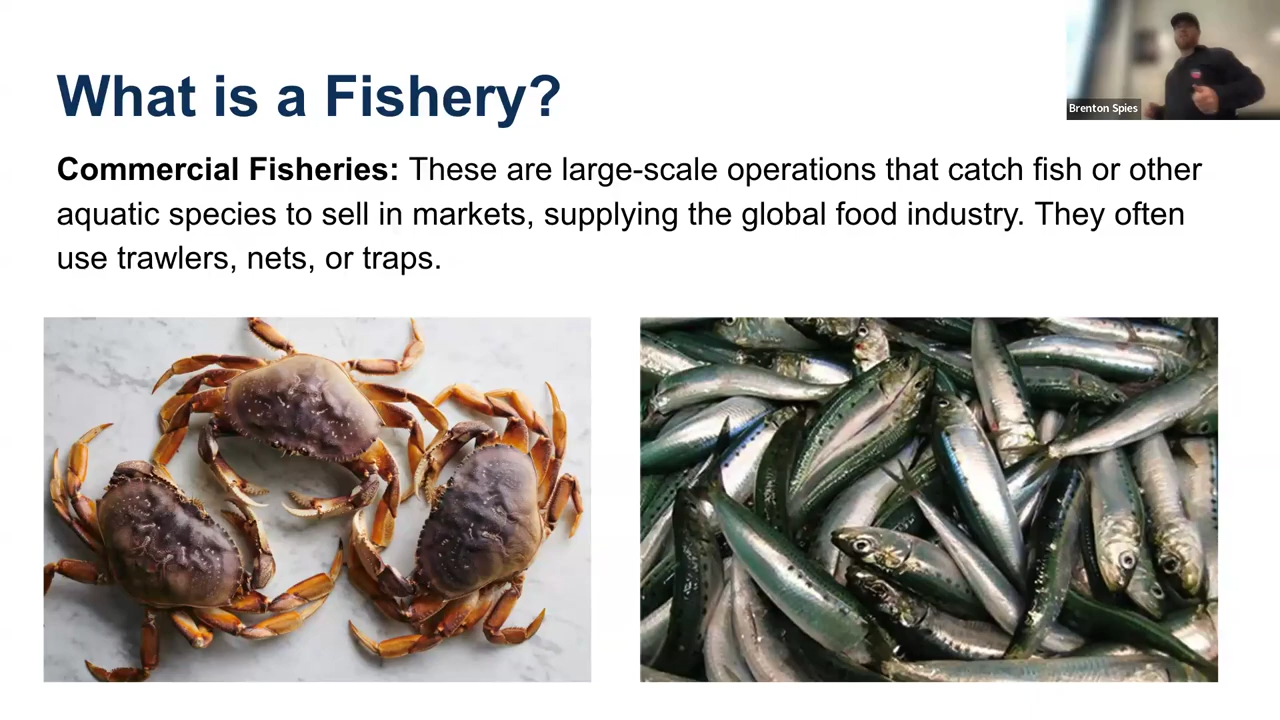 What is a Fishery?
Brenton Spies
Commercial Fisheries: These are large-scale operations that catch fish or other
aquatic species to sell in markets, supplying the global food industry. They often
use trawlers, nets, or traps.